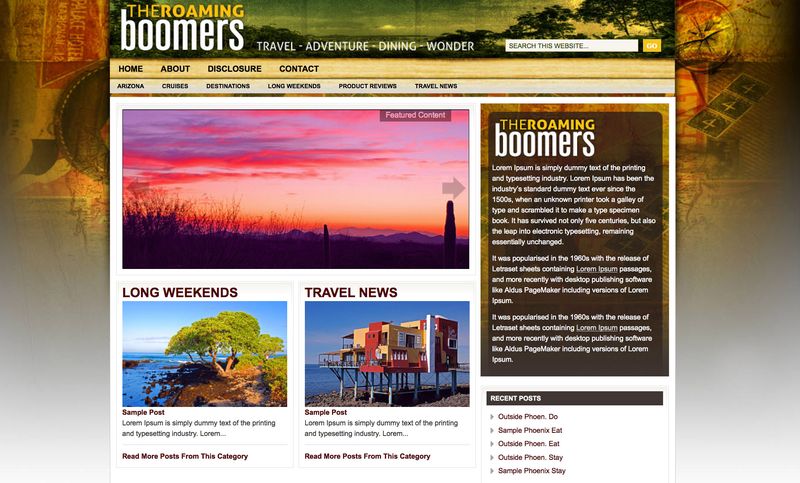 THEROAMING
boomers
TRAVEL - ADVENTURE - DINING - WONDER
SEARCH THIS WEBSITE...
GO
HOME ABOUT DISCLOSURE CONTACT
ARIZONA CRUISES DESTINATIONS LONG WEEKENDS PRODUCT REVIEWS TRAVEL NEWS
Featured Content
LONG WEEKENDS
Sample Post
Lorem Ipsum is simply dummy text of the printing
and typesetting industry. Lorem...
Read More Posts From This Category
TRAVEL NEWS
Sample Post
Lorem Ipsum is simply dummy text of the printing
and typesetting industry. Lorem...
Read More Posts From This Category
THEROAMING
boomers
Lorem Ipsum is simply dummy text of the printing
and typesetting industry. Lorem Ipsum has been the
industry's standard dummy text ever since the
1500s, when an unknown printer took a galley of
type and scrambled it to make a type specimen
book. It has survived not only five centuries, but also
the leap into electronic typesetting, remaining
essentially unchanged.
It was popularised in the 1960s with the release of
Letraset sheets containing Lorem Ipsum passages,
and more recently with desktop publishing software
like Aldus PageMaker including versions of Lorem
Ipsum.
It was popularised in the 1960s with the release of
Letraset sheets containing Lorem Ipsum passages,
and more recently with desktop publishing software
like Aldus PageMaker including versions of Lorem
Ipsum.
RECENT POSTS
Outside Phoen. Do
Sample Phoenix Eat
Outside Phoen. Eat
Outside Phoen. Stay
Sample Phoenix Stay